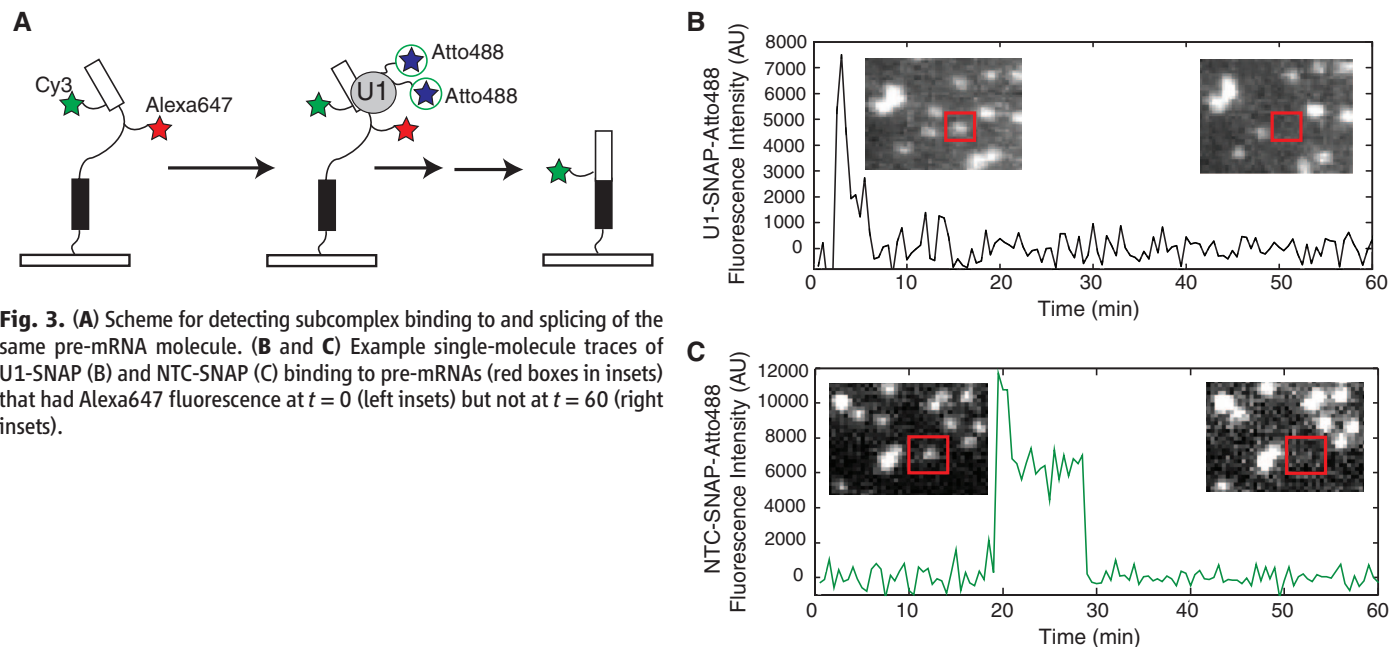 A
Cy3
Alexa647
U1
Atto488
Atto488
Fig. 3. (A) Scheme for detecting subcomplex binding to and splicing of the
same pre-mRNA molecule. (B and C) Example single-molecule traces of
U1-SNAP (B) and NTC-SNAP (C) binding to pre-mRNAs (red boxes in insets)
that had Alexa647 fluorescence at t = 0 (left insets) but not at t = 60 (right
insets).
B
U1-SNAP-Atto488
Fluorescence Intensity (AU)
8000
7000
6000
5000
4000
3000
2000
1000
0
0 10 20 30 40 50 60
Time (min)
C
NTC-SNAP-Atto488
Fluorescence Intensity (AU)
12000
10000
8000
6000
4000
2000
0
0 10 20 30 40 50 60
Time (min)